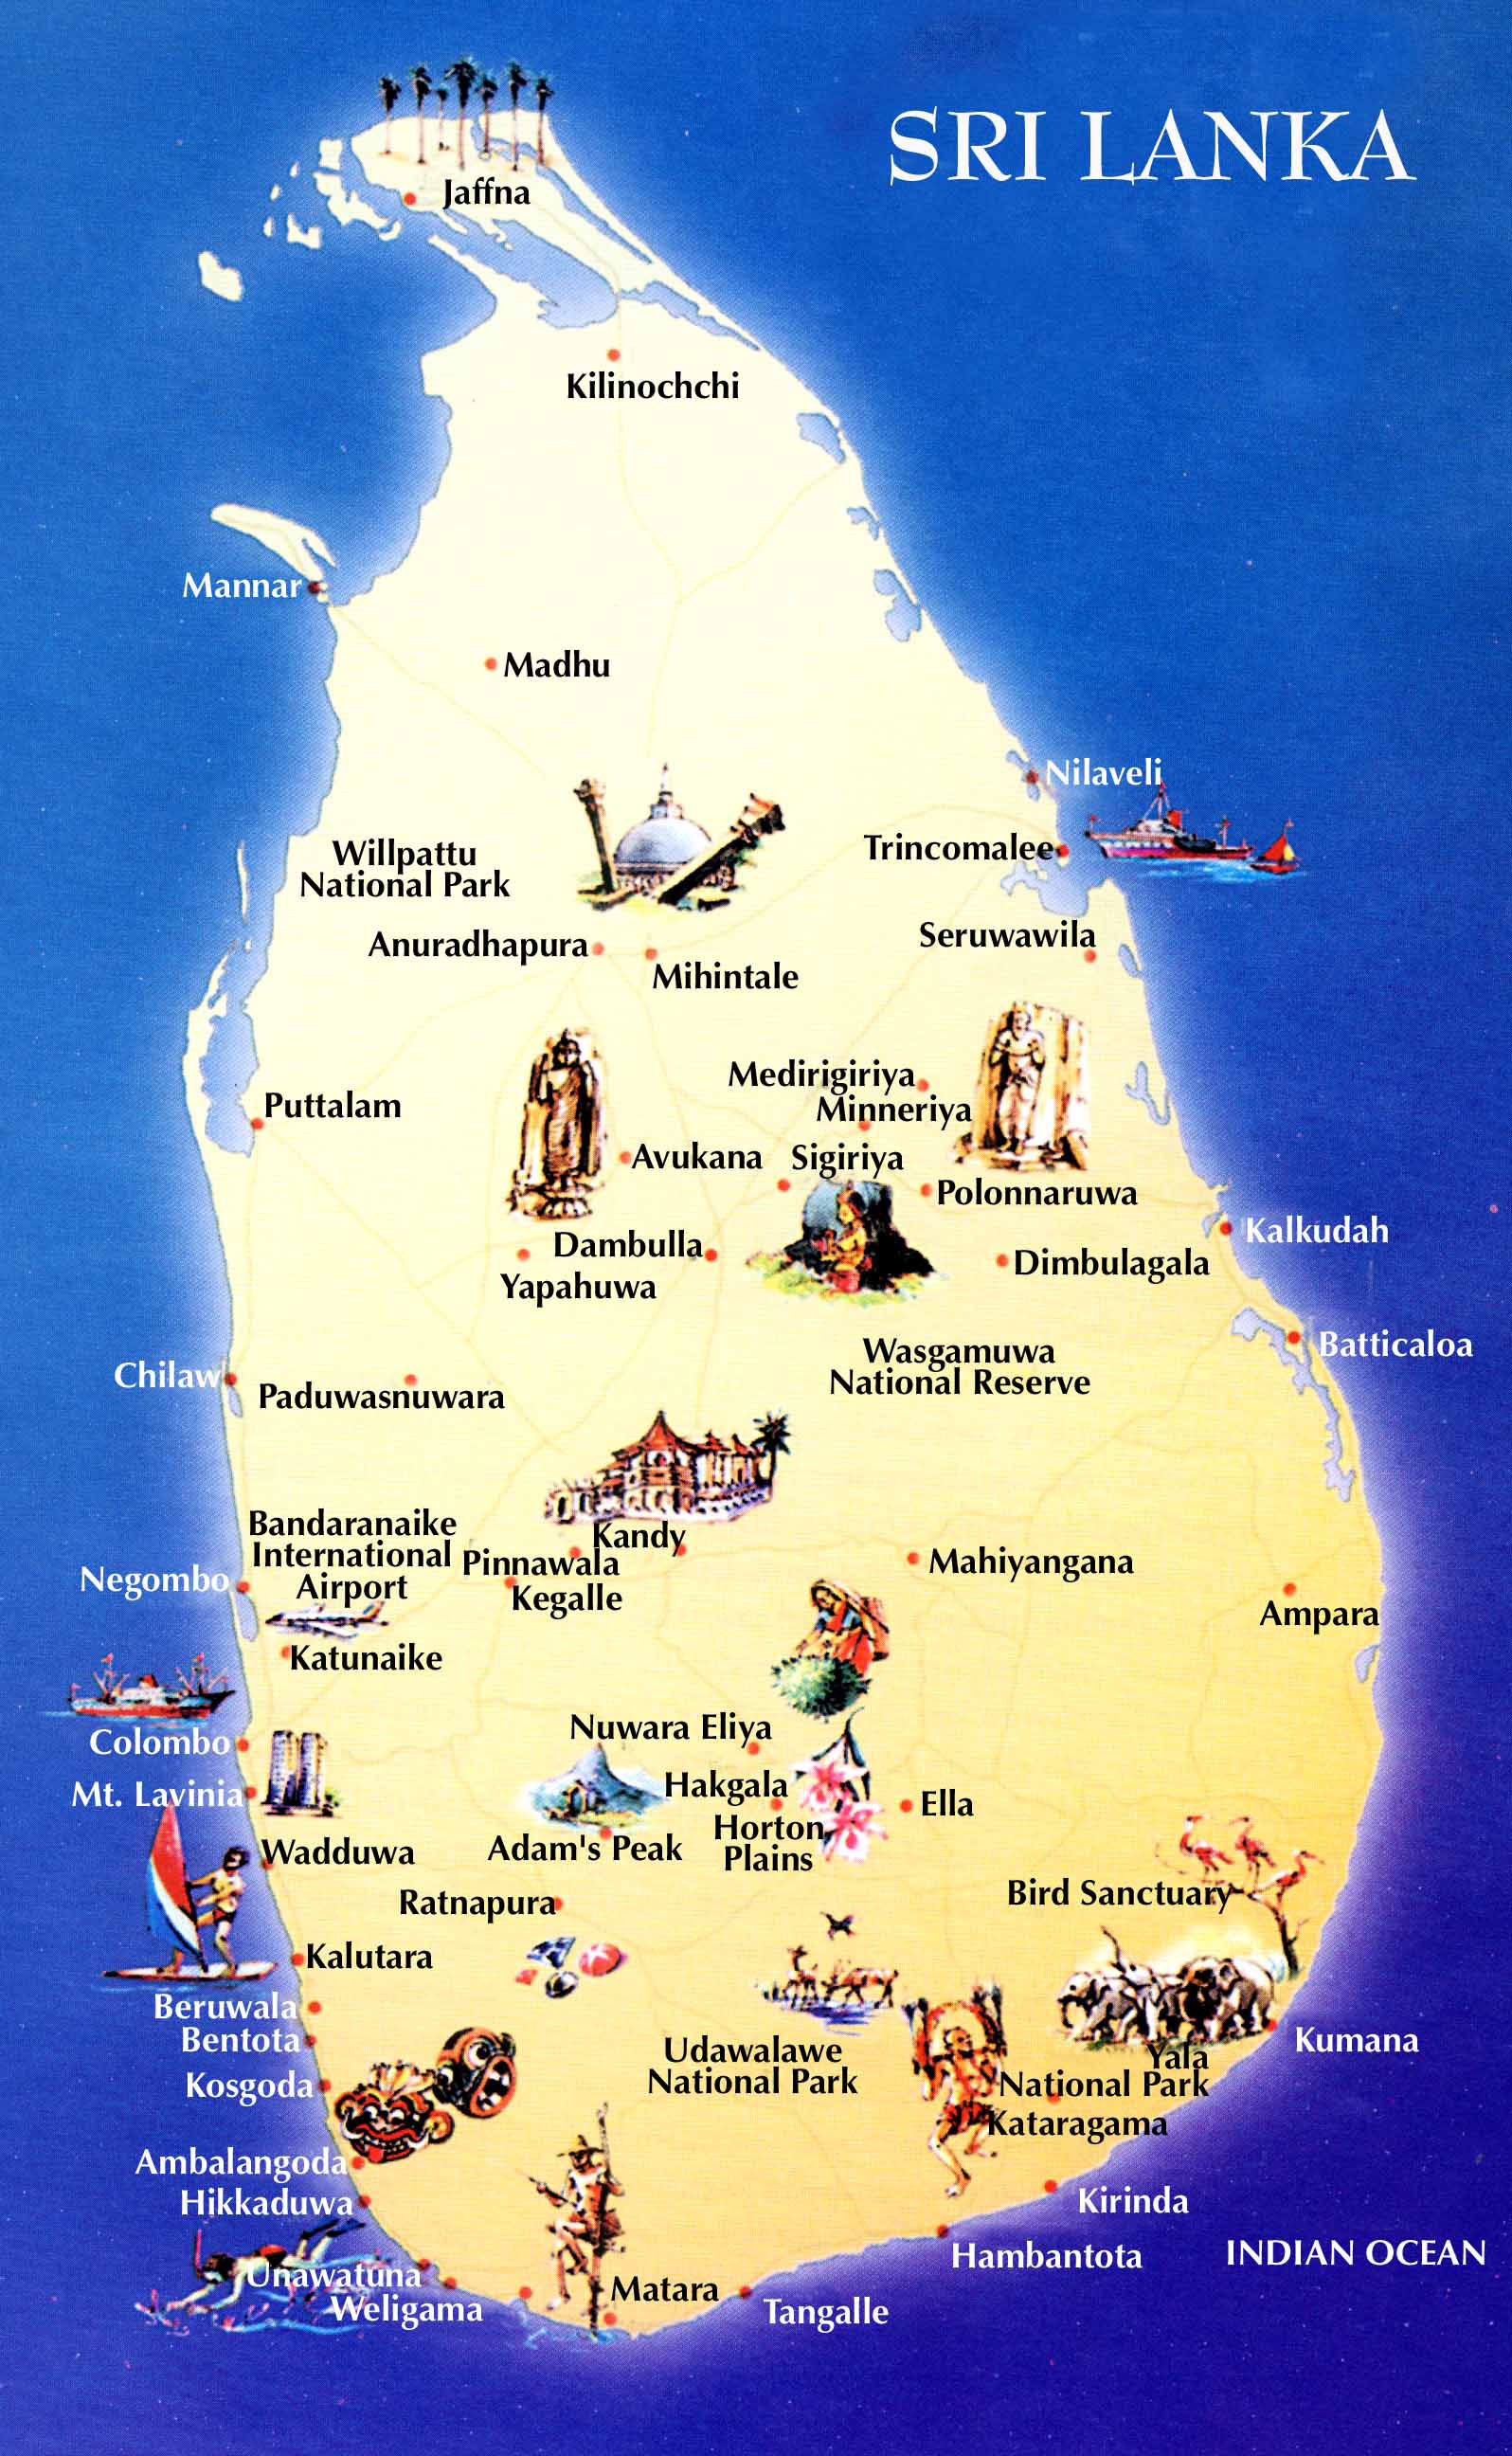 SRI LANKA
Jaffna
Kilinochchi
Mannar
Madhu
Nilaveli
Trincomalee
Willpattu
National Park
Seruwawila
Anuradhapura
Mihintale
Medirigiriya
Minneriya
Puttalam
Avukana
Sigiriya
Polonnaruwa
Kalkudah
Dambulla
Dimbulagala
Yapahuwa
Batticaloa
Wasgamuwa
National Reserve
Chilaw
Paduwasnuwara
Bandaranaike
International
Airport
Kandy
Pinnawala
Mahiyangana
Negombo
Kegalle
Ampara
Katunaike
Nuwara Eliya
Colombo
Hakgala
Mt. Lavinia
Ella
Horton
Plains
Adam's Peak
Wadduwa
Bird Sanctuary
Ratnapura
Kalutara
Beruwala
Bentota
Kumana
Udawalawe
National Park
Yala
National Park
Kosgoda
Kataragama
Ambalangoda
Hikkaduwa
Kirinda
INDIAN OCEAN
Hambantota
Unawatuna
Matara
Weligama
Tangalle